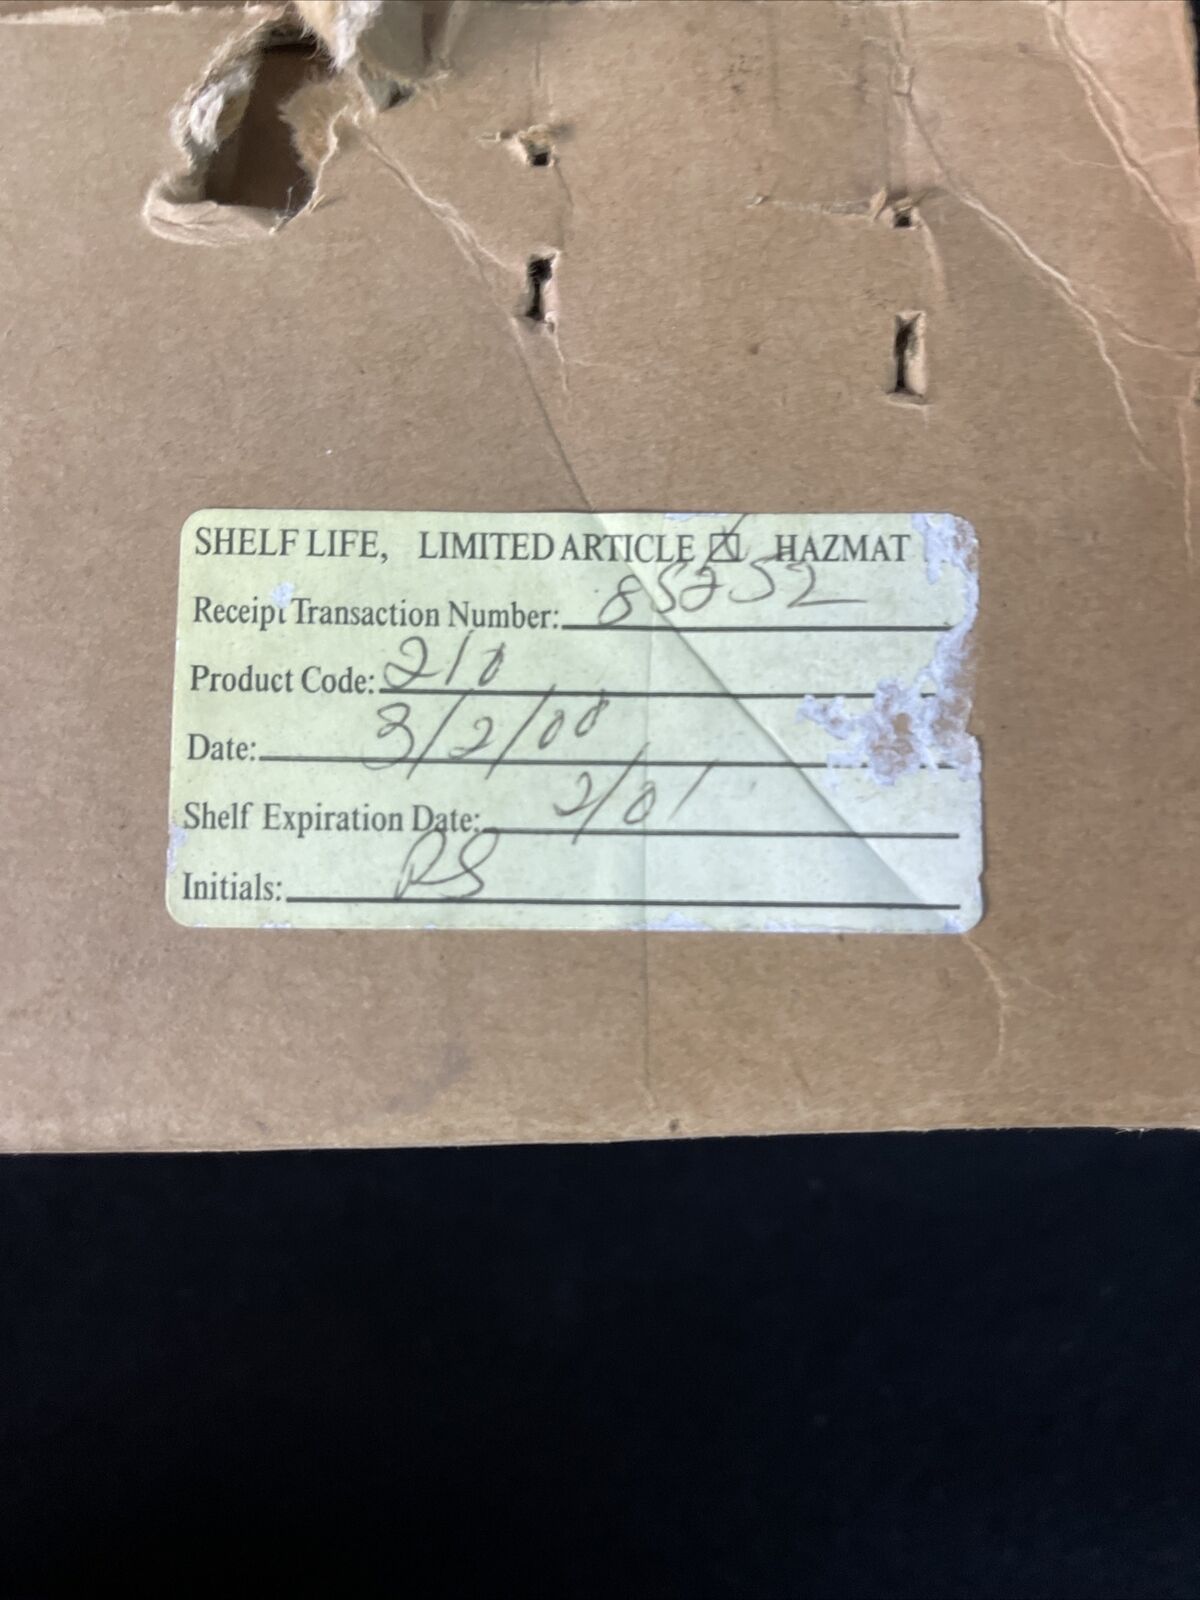 SHELF LIFE, LIMITED ARTICLE ☒ HAZMAT
Receipt Transaction Number:
Product Code: 210
Date: 3/2/00
Shelf Expiration Date: 2/01
Initials: RS